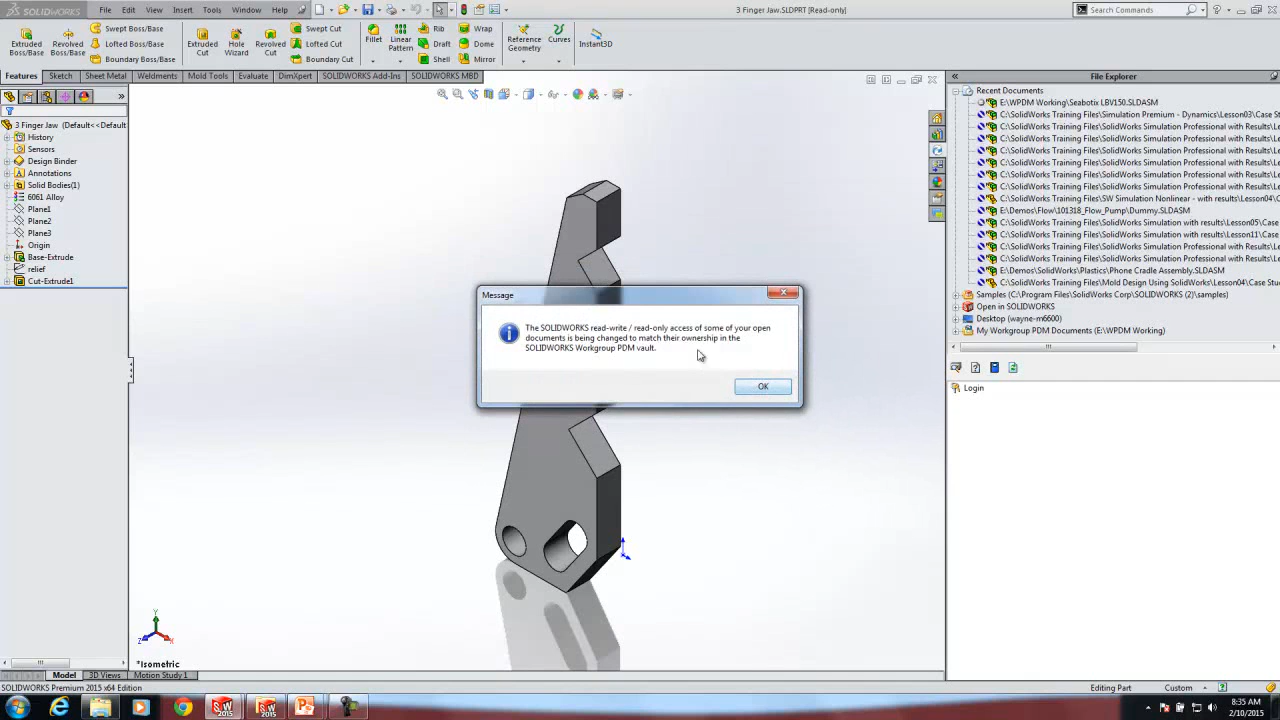 SOLIDWORKS
File
Edit
View
Insert
Tools
Window
Help
3 Finger Jaw.SLDPRT [Read-only]
Search Commands
Extruded Boss/Base
Revolved Boss/Base
Swept Boss/Base
Lofted Boss/Base
Boundary Boss/Base
Extruded Cut
Hole Wizard
Revolved Cut
Swept Cut
Lofted Cut
Boundary Cut
Fillet
Linear Pattern
Rib
Draft
Shell
Wrap
Dome
Mirror
Reference Geometry
Curves
Instant3D
Features
Sketch
Sheet Metal
Weldments
Mold Tools
Evaluate
DimXpert
SOLIDWORKS Add-Ins
SOLIDWORKS MBD
3 Finger Jaw (Default<<Default
History
Sensors
Design Binder
Annotations
Solid Bodies(1)
6061 Alloy
Plane1
Plane2
Plane3
Origin
Base-Extrude
relief
Cut-Extrude1
Message
The SOLIDWORKS read-write / read-only access of some of your open
documents is being changed to match their ownership in the
SOLIDWORKS Workgroup PDM vault.
OK
Y
Z
X
*Isometric
File Explorer
Recent Documents
E:\WPDM Working\Seabotix LBV150.SLDASM
C:\SolidWorks Training Files\Simulation Premium - Dynamics\Lesson03\Case St
C:\SolidWorks Training Files\SolidWorks Simulation Professional with Results\
C:\SolidWorks Training Files\SolidWorks Simulation Professional with Results\
C:\SolidWorks Training Files\SolidWorks Simulation Professional with Results\
C:\SolidWorks Training Files\SolidWorks Simulation Professional with Results\
C:\SolidWorks Training Files\SolidWorks Simulation Professional with Results\
C:\SolidWorks Training Files\SolidWorks Simulation Professional with Results\
C:\SolidWorks Training Files\SW Simulation Nonlinear - with results\Lesson04\C
E:\Demos\Flow\101318_Flow_Pump\Dummy.SLDASM
C:\SolidWorks Training Files\SolidWorks Simulation with results\Lesson05\Case
C:\SolidWorks Training Files\SolidWorks Simulation with results\Lesson11\Case
C:\SolidWorks Training Files\SolidWorks Simulation Professional with Results\
C:\SolidWorks Training Files\SolidWorks Simulation Professional with Results\
E:\Demos\SolidWorks\Plastics\Phone Cradle Assembly.SLDASM
C:\SolidWorks Training Files\Mold Design Using SolidWorks\Lesson04\Case Stu
Samples (C:\Program Files\SolidWorks Corp\SOLIDWORKS (2)\samples)
Open in SOLIDWORKS
Desktop (wayne-m6600)
My Workgroup PDM Documents (E:\WPDM Working)
Login
Model
3D Views
Motion Study 1
SOLIDWORKS Premium 2015 x64 Edition
Editing Part
Custom
8:35 AM
2/10/2015